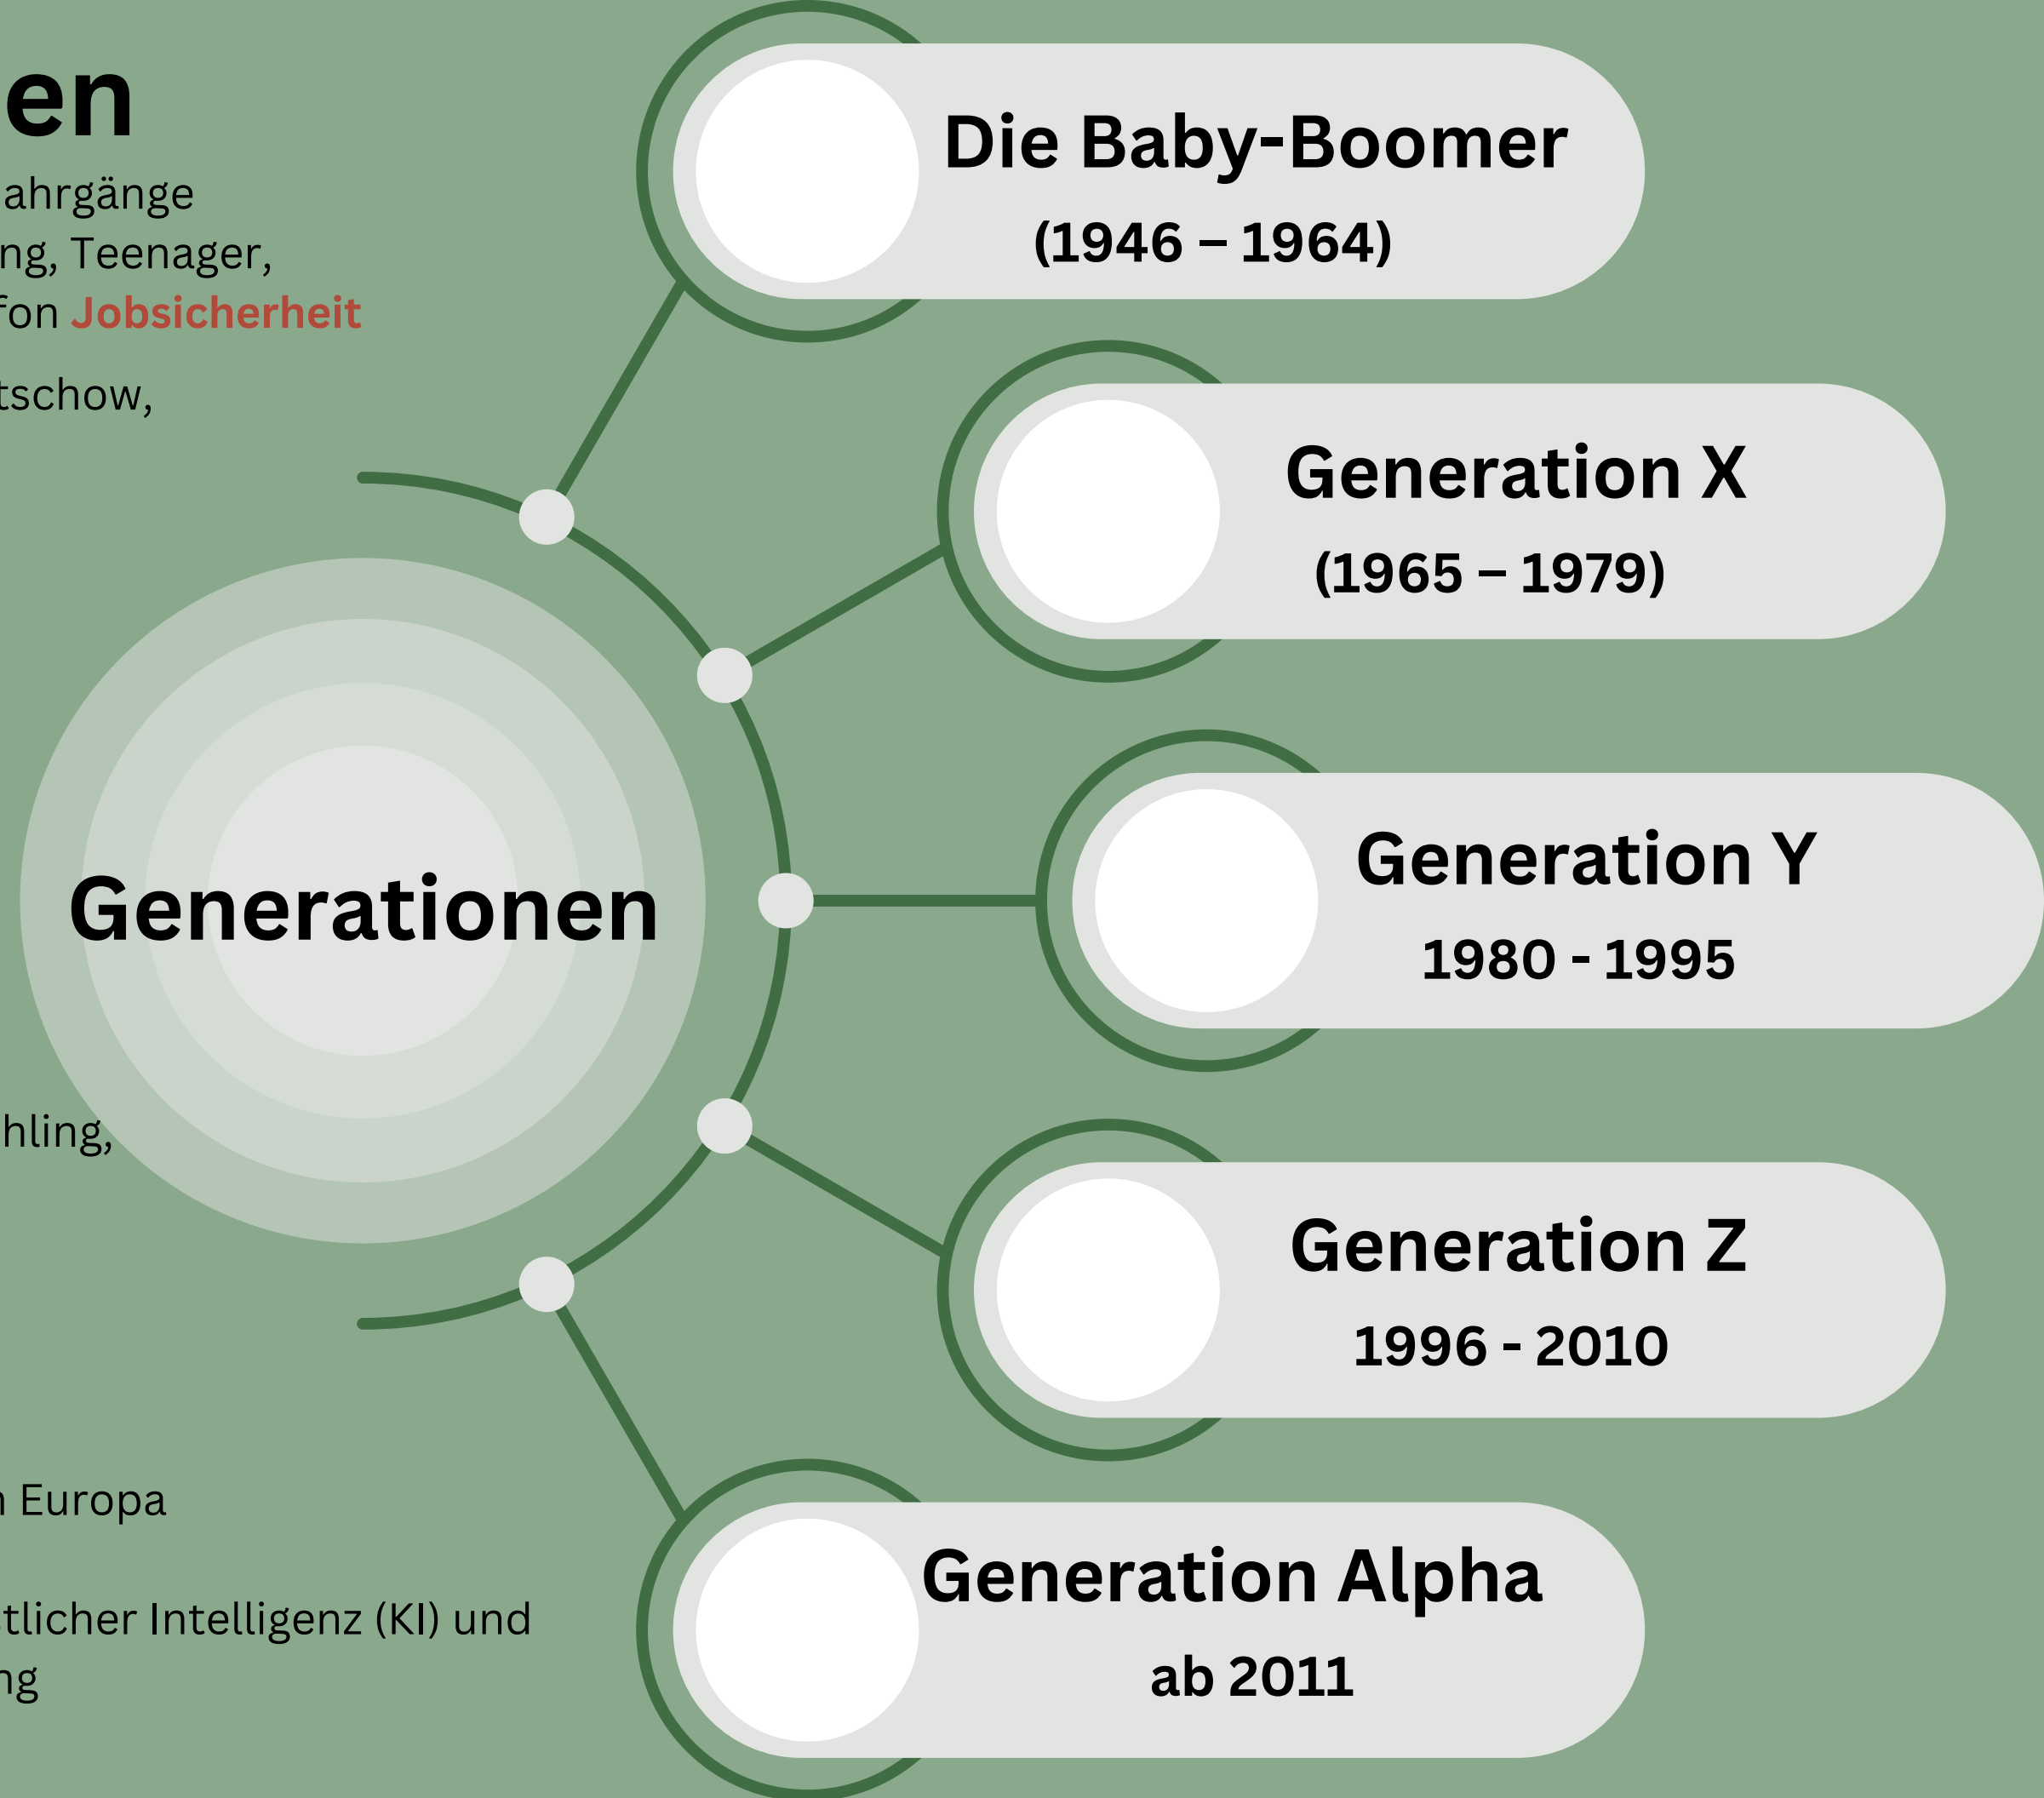 en
ahrgänge
ng Teenager,
fon Jobsicherheit
tschow,
Generationen
hling,
n Europa
tlicher Intelligenz (KI) und
ng
Die Baby-Boomer
(1946 – 1964)
Generation X
(1965 – 1979)
Generation Y
1980 - 1995
Generation Z
1996 - 2010
Generation Alpha
ab 2011